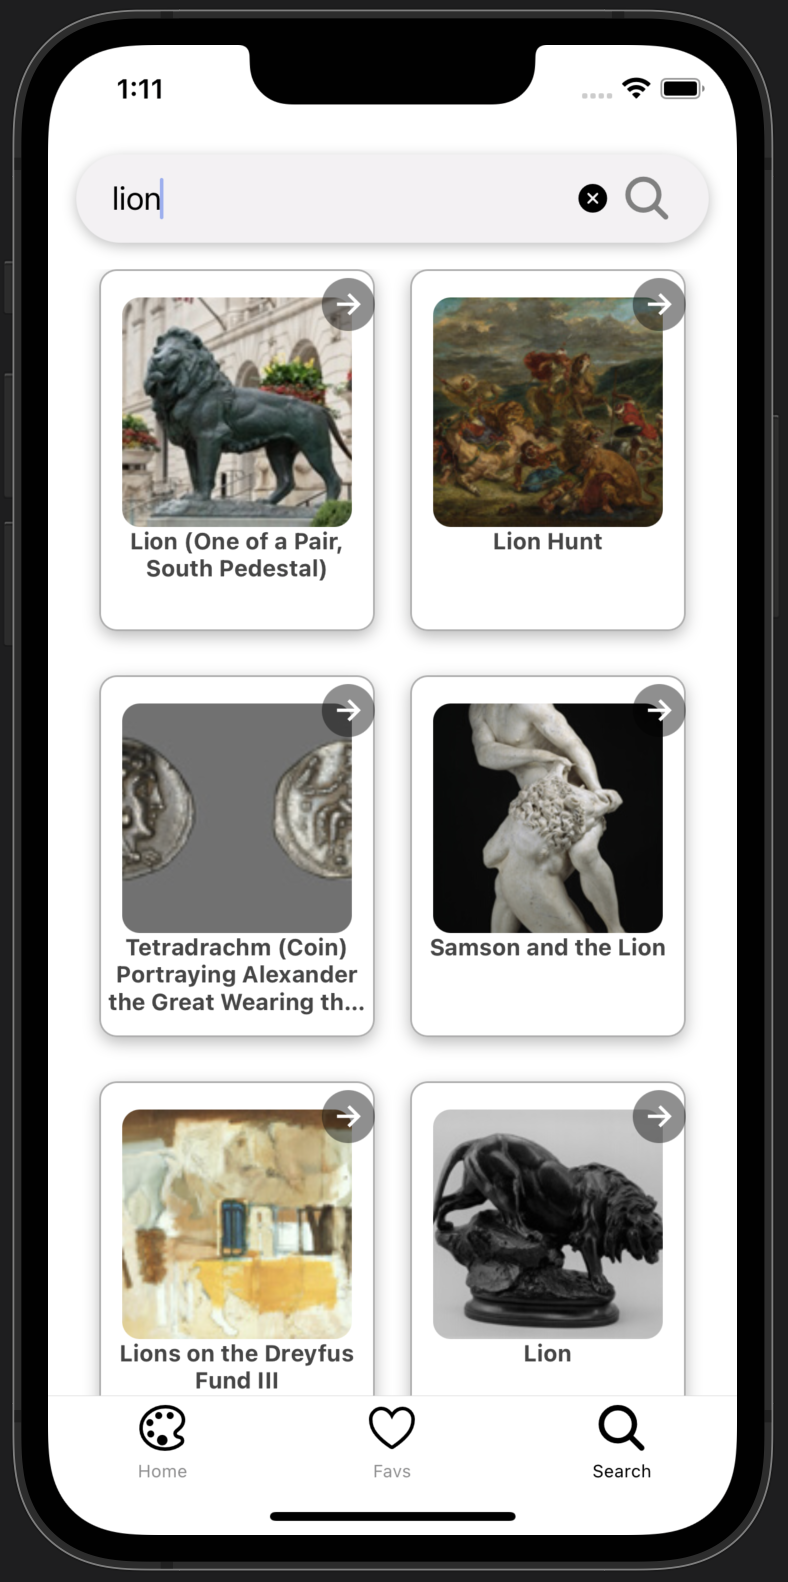 1:11
lion
Lion (One of a Pair,
South Pedestal)
Lion Hunt
Tetradrachm (Coin)
Portraying Alexander
the Great Wearing th...
Samson and the Lion
Lions on the Dreyfus
Fund III
Lion
Home
Favs
Search